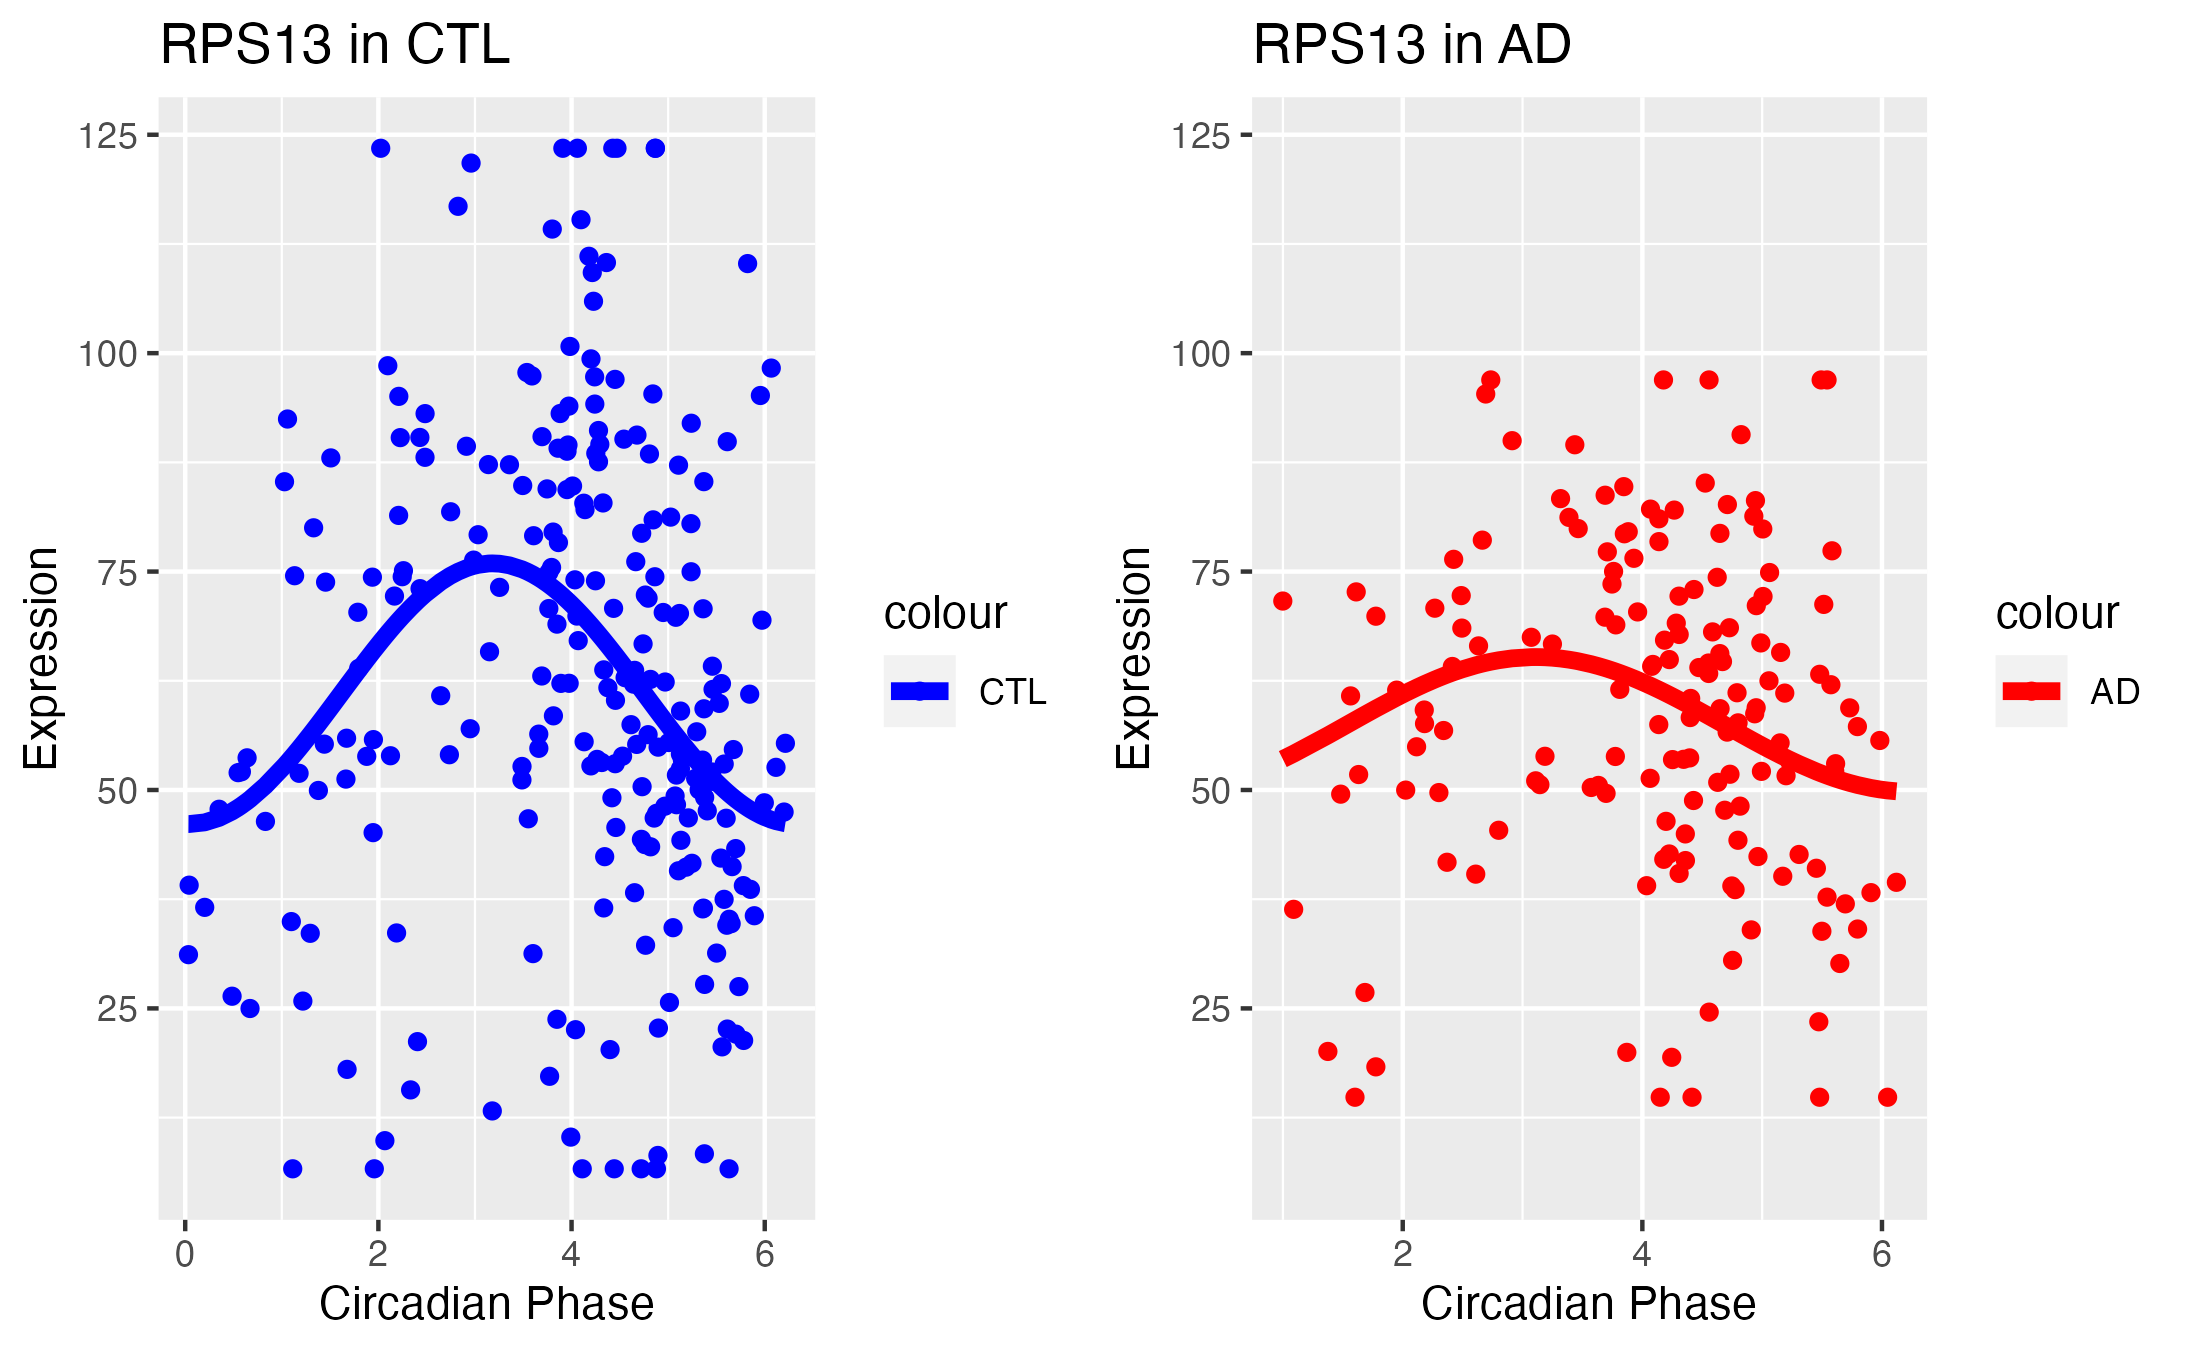 RPS13 in CTL
125
100
75
50
25
Expression
0 2 4 6
Circadian Phase
colour
CTL
RPS13 in AD
125
100
75
50
25
Expression
2 4 6
Circadian Phase
colour
AD